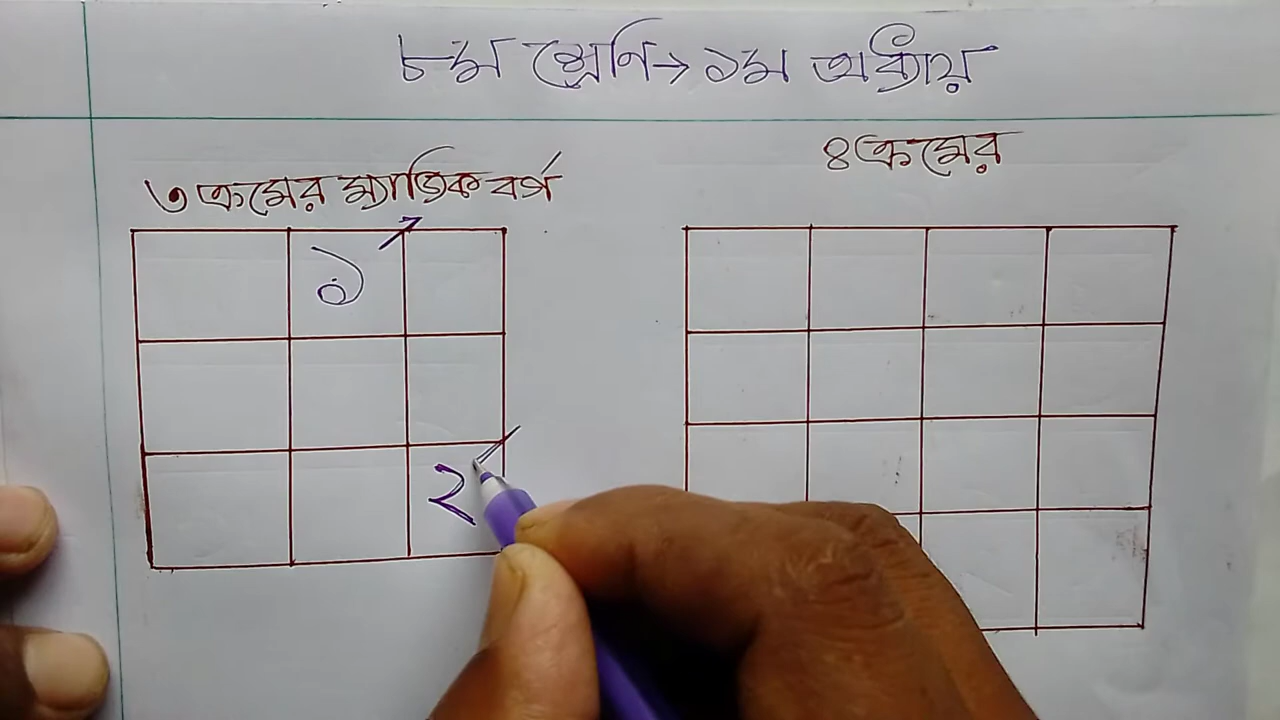 ৮ম শ্রেণি→১ম অধ্যায়
৩ ক্রমের ম্যাজিক বর্গ
৪ ক্রমের
১
২